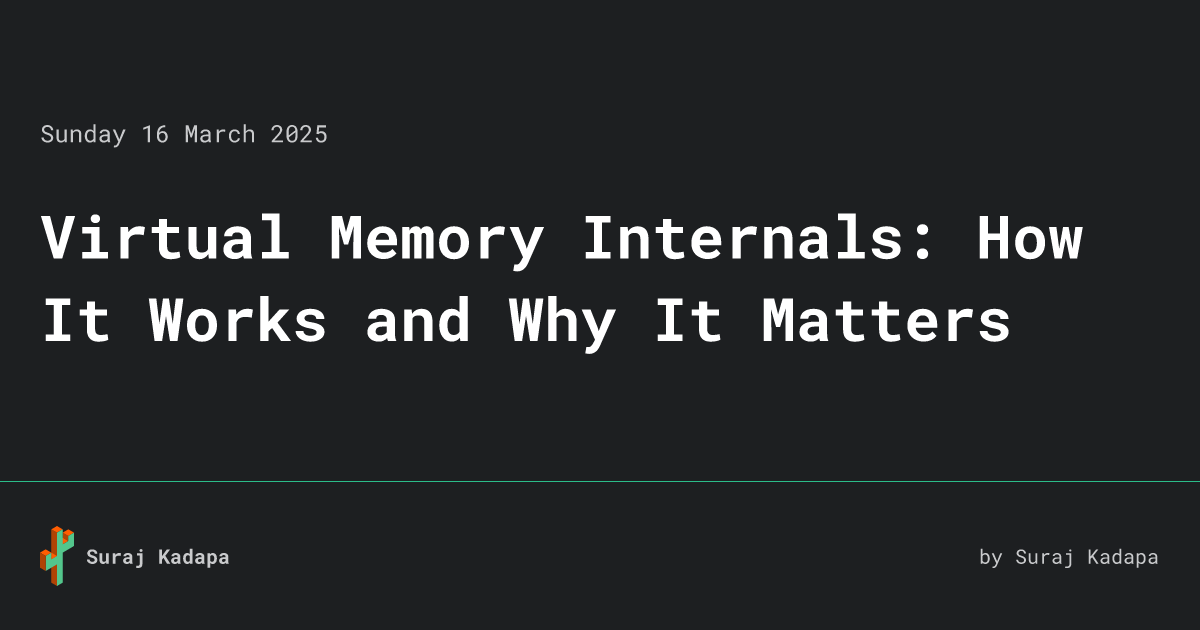 Sunday 16 March 2025
Virtual Memory Internals: How
It Works and Why It Matters
Suraj Kadapa
by Suraj Kadapa